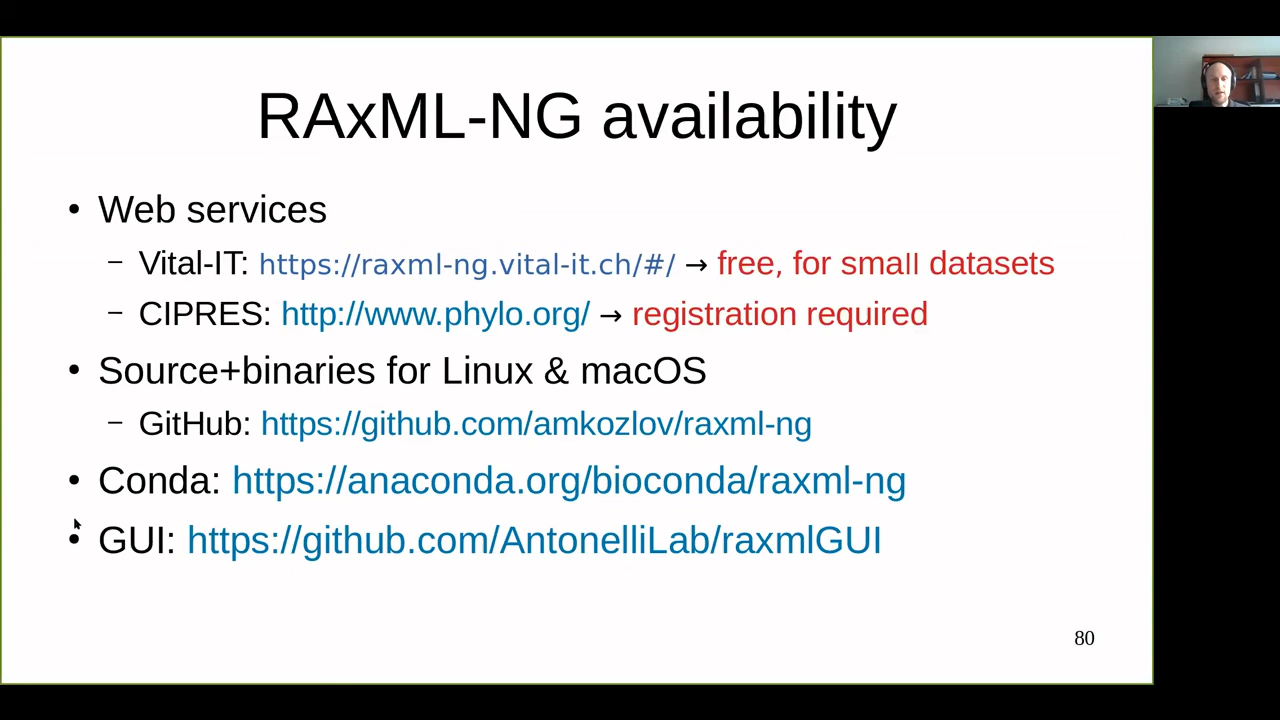 RAxML-NG availability
• Web services
– Vital-IT: https://raxml-ng.vital-it.ch/#/ → free, for small datasets
– CIPRES: http://www.phylo.org/ → registration required
• Source+binaries for Linux & macOS
– GitHub: https://github.com/amkozlov/raxml-ng
• Conda: https://anaconda.org/bioconda/raxml-ng
• GUI: https://github.com/AntonelliLab/raxmlGUI
80